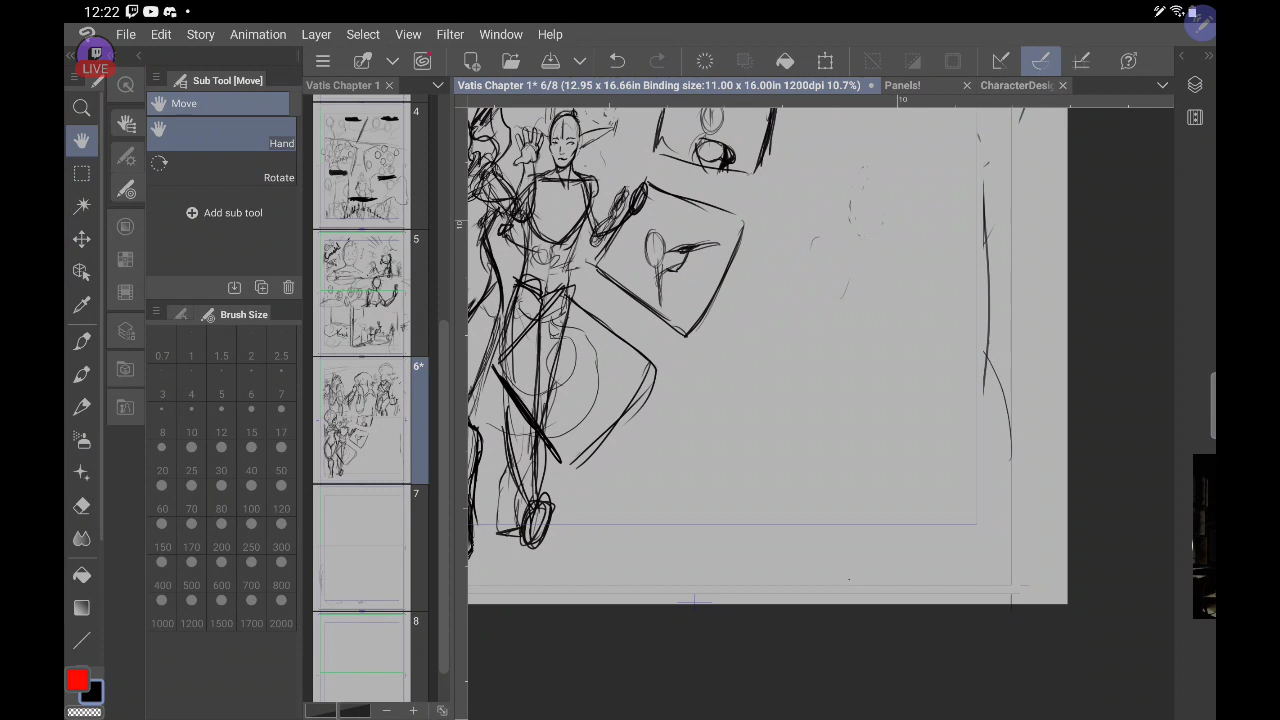 12:22
File Edit Story Animation Layer Select View Filter Window Help
LIVE
Sub Tool [Move]
Move
Hand
Rotate
Add sub tool
Brush Size
0.7 1 1.5 2 2.5
3 4 5 6 7
8 10 12 15 17
20 25 30 40 50
60 70 80 100 120
150 170 200 250 300
400 500 600 700 800
1000 1200 1500 1700 2000
Vatis Chapter 1
4
5
6*
7
8
Vatis Chapter 1* 6/8 (12.95 x 16.66in Binding size:11.00 x 16.00in 1200dpi 10.7%)
Panels!
CharacterDesig
10
10